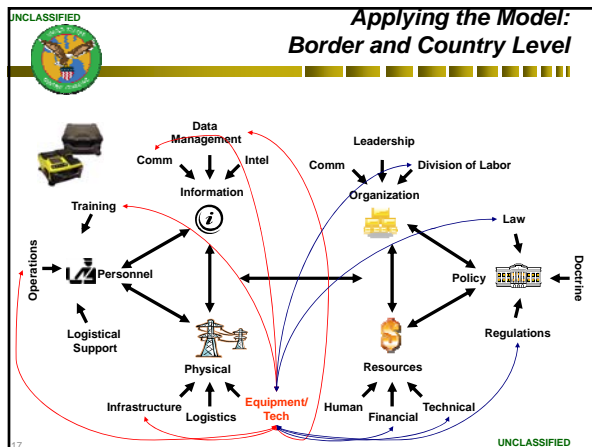 UNCLASSIFIED
Applying the Model:
Border and Country Level
Data
Management
Comm
Intel
Information
Leadership
Comm
Division of Labor
Organization
Training
Operations
Personnel
Logistical
Support
Law
Policy
Doctrine
Regulations
Physical
Infrastructure
Logistics
Equipment/
Tech
Resources
Human
Financial
Technical
17
UNCLASSIFIED